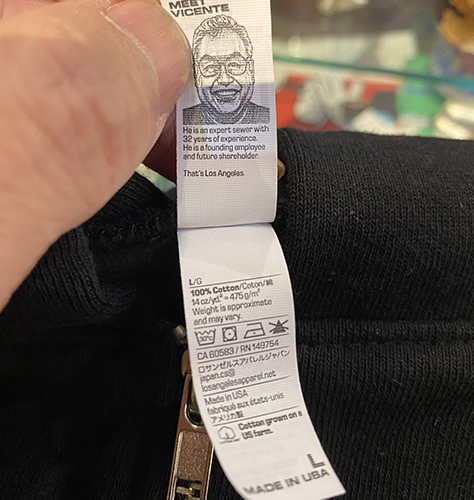 MEET
VICENTE
He is an expert sewer with
32 years of experience.
He is a founding employee
and future shareholder.
That's Los Angeles.
L/G
100% Cotton/Coton/綿
14 oz/yd.² = 475 g/m²
Weight is approximate
and may vary.
30°
CA 60583 / RN 149754
ロサンゼルスアパレルジャパン
japan.cs@
losangelesapparel.net
Made in USA
fabriqué aux états-unis
アメリカ製
Cotton grown on a
US farm.
L
MADE IN USA